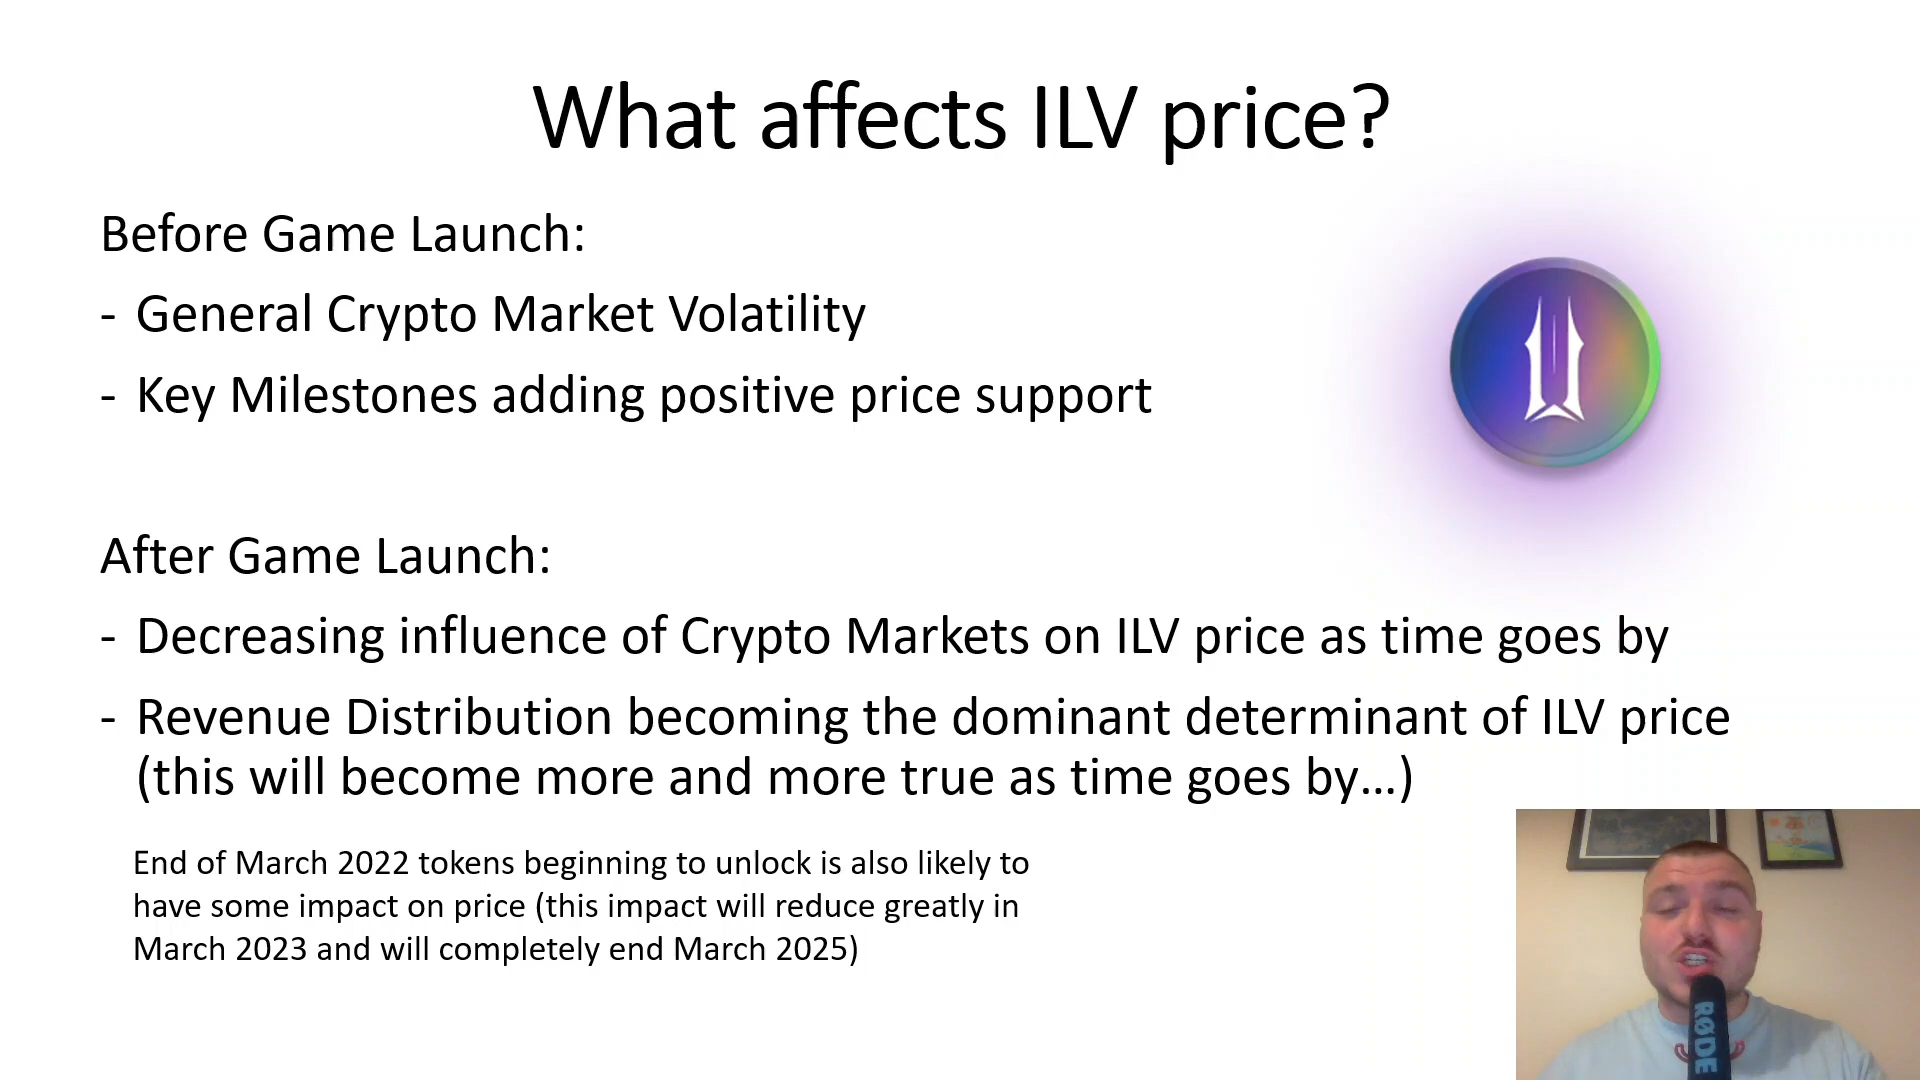 What affects ILV price?
Before Game Launch:
- General Crypto Market Volatility
- Key Milestones adding positive price support
After Game Launch:
- Decreasing influence of Crypto Markets on ILV price as time goes by
- Revenue Distribution becoming the dominant determinant of ILV price
(this will become more and more true as time goes by...)
End of March 2022 tokens beginning to unlock is also likely to
have some impact on price (this impact will reduce greatly in
March 2023 and will completely end March 2025)
RØDE